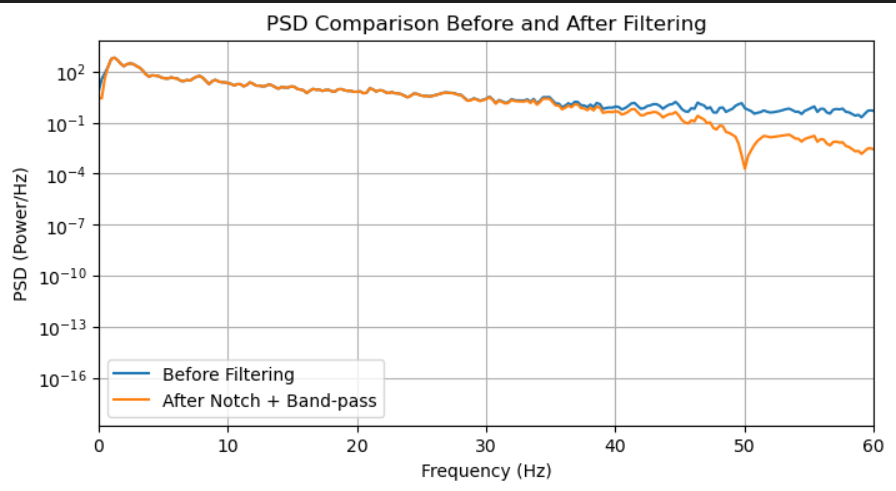 PSD Comparison Before and After Filtering
PSD (Power/Hz)
10²
10⁻¹
10⁻⁴
10⁻⁷
10⁻¹⁰
10⁻¹³
10⁻¹⁶
Before Filtering
After Notch + Band-pass
0 10 20 30 40 50 60
Frequency (Hz)